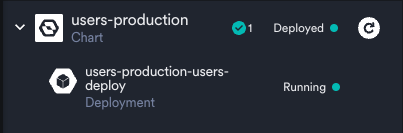 users-production
Chart
1
Deployed
users-production-users-
deploy
Deployment
Running